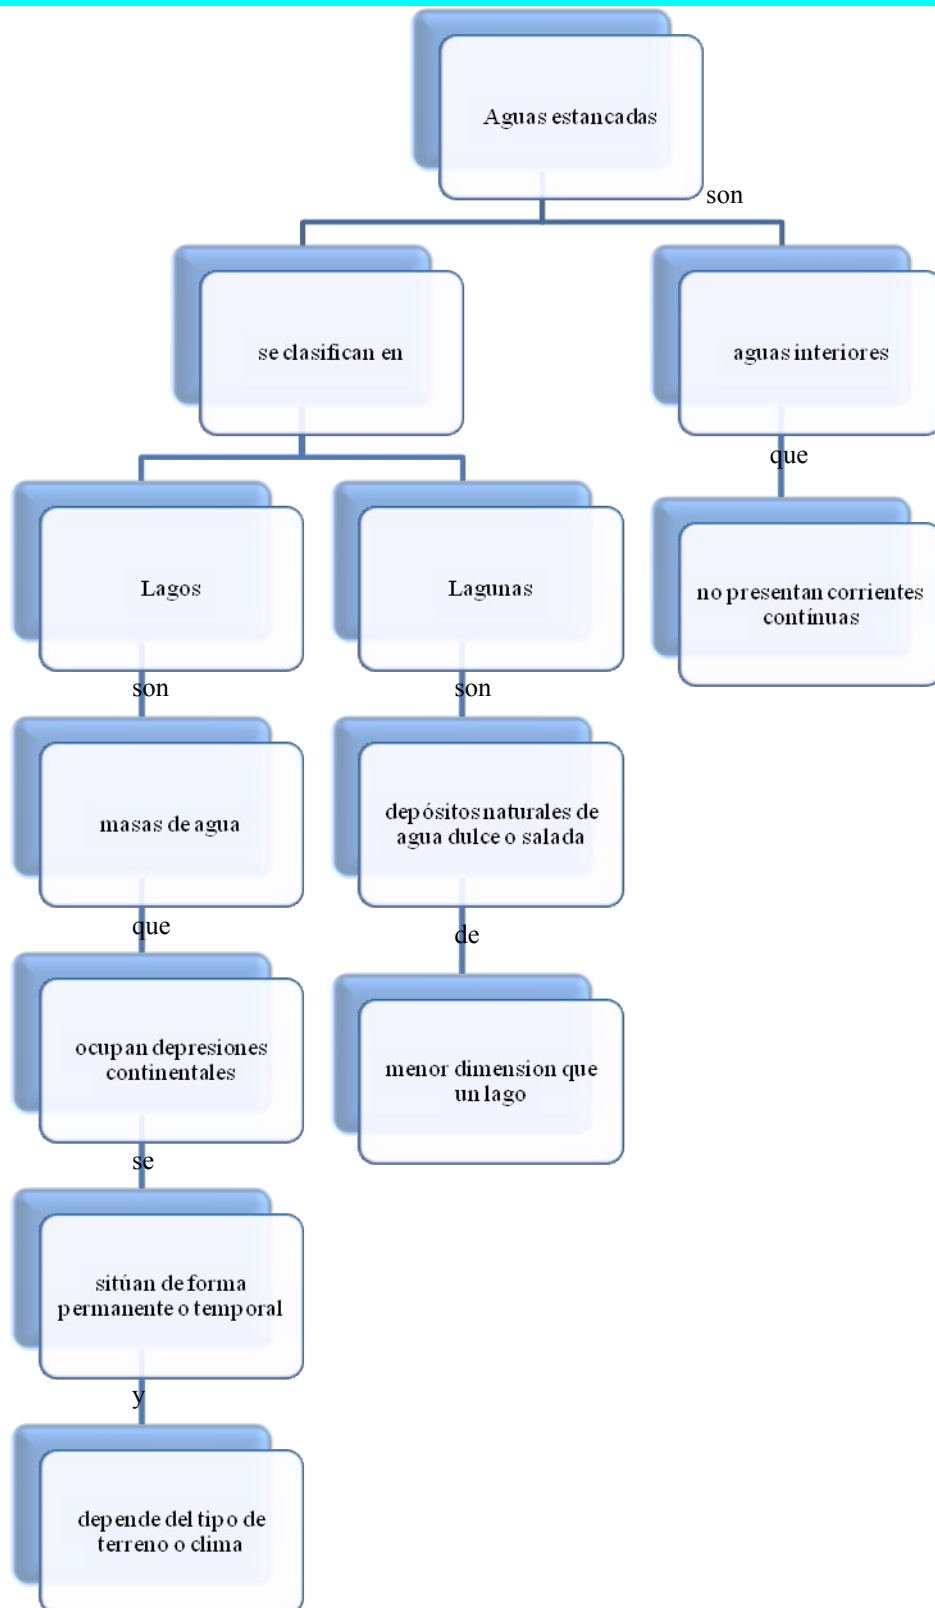 Aguas estancadas
son
se clasifican en
aguas interiores
que
Lagos
Lagunas
no presentan corrientes
contínuas
son
son
masas de agua
depósitos naturales de
agua dulce o salada
que
de
ocupan depresiones
continentales
menor dimension que
un lago
se
sitúan de forma
permanente o temporal
y
depende del tipo de
terreno o clima